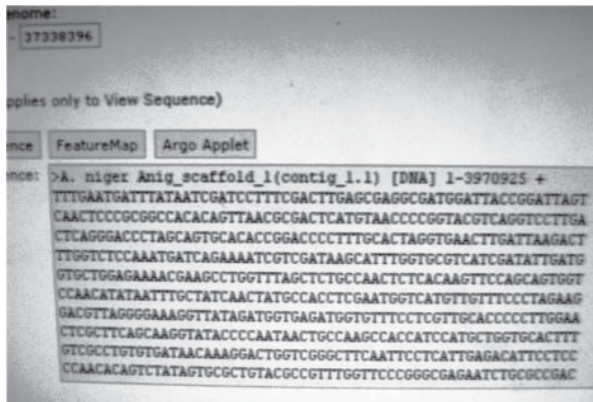 enome:
- 37338396
pplies only to View Sequence)
nce FeatureMap Argo Applet
nce: >A. niger Anig_scaffold_1(contig_1.1) [DNA] 1-3970925 +
TTTGAATGATTTATAATCGATCCTTTCGACTTGAGCGAGGCGATGGATTACCGGATTAGT
CAACTCCCGCGGCCACACAGTTAACGCGACTCATGTAACCCCGGTACGTCAGGTCCTTGA
CTCAGGGACCCTAGCAGTGCACACCGGACCCCTTTGCACTAGGTGAACTTGATTAAGACT
TTGGTCTCCAAATGATCAGAAAATCGTCGATAAGCATTTGGTGCGTCATCGATATTGATG
GTGCTGGAGAAAACGAAGCCTGGTTTAGCTCTGCCAACTCTCACAAGTTCCAGCAGTGGT
CCAACATATAATTTGCTATCAACTATGCCACCTCGAATGGTCATGTTGTTTCCCTAGAAG
GACGTTAGGGGAAAGGTTATAGATGGTGAGATGGTGTTTCCTCGTTGCACCCCCTTGGAA
CTCGCTTCAGCAAGGTATACCCCAATAACTGCCAAGCCACCATCCATGCTGGTGCACTTT
GTCGCCTGTGTGATAACAAAGGACTGGTCGGGCTTCAATTCCTCATTGAGACATTCCTCC
CCAACACAGTCTATAGTGCGCTGTACGCCGTTTGGTTCCCGGGCGAGAATCTGCGCCGAC